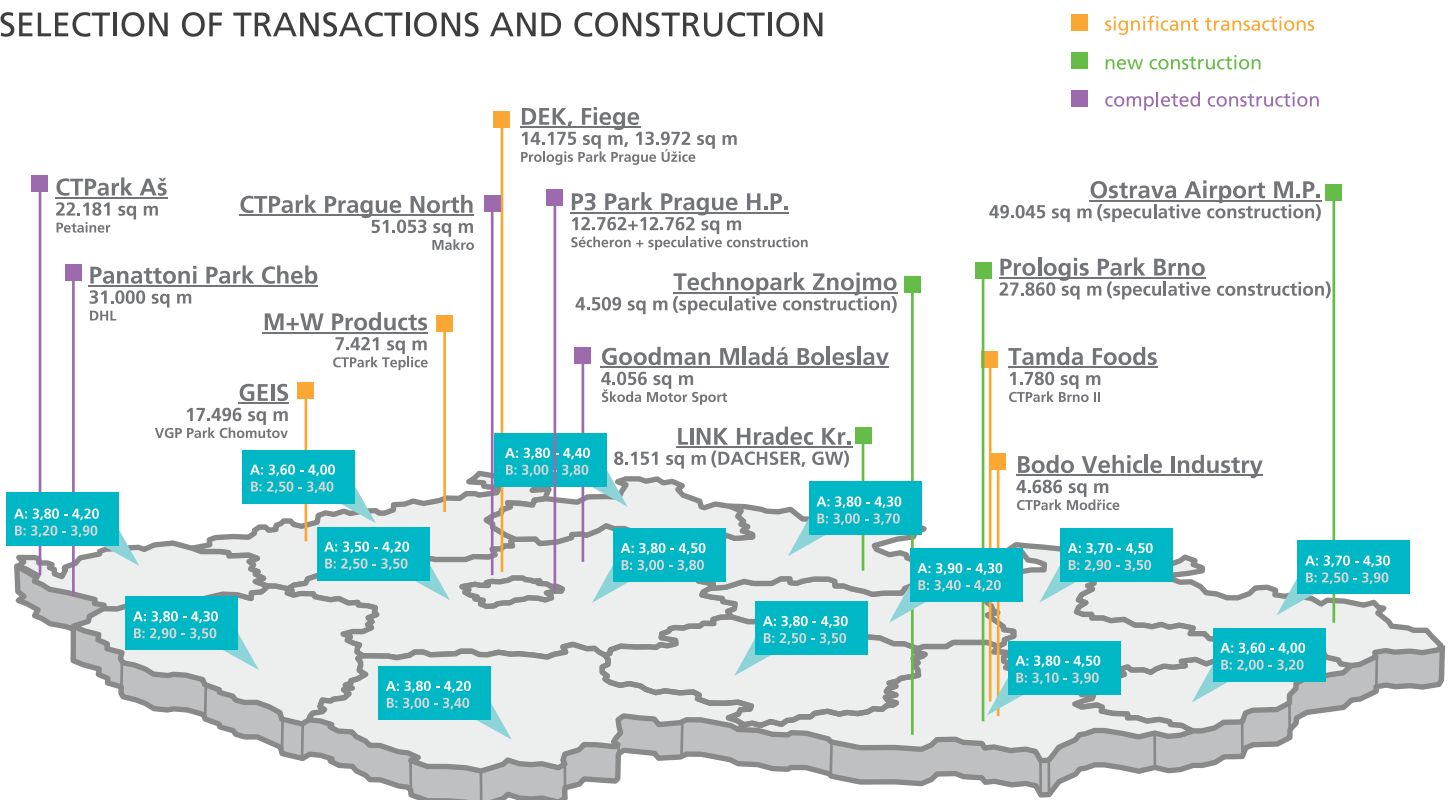 SELECTION OF TRANSACTIONS AND CONSTRUCTION
significant transactions
new construction
completed construction
DEK, Fiege
14.175 sq m, 13.972 sq m
Prologis Park Prague Úžice
CTPark Aš
22.181 sq m
Petainer
CTPark Prague North
51.053 sq m
Makro
P3 Park Prague H.P.
12.762+12.762 sq m
Sécheron + speculative construction
Ostrava Airport M.P.
49.045 sq m (speculative construction)
Panattoni Park Cheb
31.000 sq m
DHL
Technopark Znojmo
4.509 sq m (speculative construction)
Prologis Park Brno
27.860 sq m (speculative construction)
M+W Products
7.421 sq m
CTPark Teplice
Goodman Mladá Boleslav
4.056 sq m
Škoda Motor Sport
Tamda Foods
1.780 sq m
CTPark Brno II
GEIS
17.496 sq m
VGP Park Chomutov
LINK Hradec Kr.
8.151 sq m (DACHSER, GW)
Bodo Vehicle Industry
4.686 sq m
CTPark Modřice
A: 3,80 - 4,20
B: 3,20 - 3,90
A: 3,60 - 4,00
B: 2,50 - 3,40
A: 3,80 - 4,40
B: 3,00 - 3,80
A: 3,80 - 4,30
B: 3,00 - 3,70
A: 3,50 - 4,20
B: 2,50 - 3,50
A: 3,80 - 4,50
B: 3,00 - 3,80
A: 3,90 - 4,30
B: 3,40 - 4,20
A: 3,70 - 4,50
B: 2,90 - 3,50
A: 3,70 - 4,30
B: 2,50 - 3,90
A: 3,80 - 4,30
B: 2,90 - 3,50
A: 3,80 - 4,30
B: 2,50 - 3,50
A: 3,80 - 4,50
B: 3,10 - 3,90
A: 3,60 - 4,00
B: 2,00 - 3,20
A: 3,80 - 4,20
B: 3,00 - 3,40